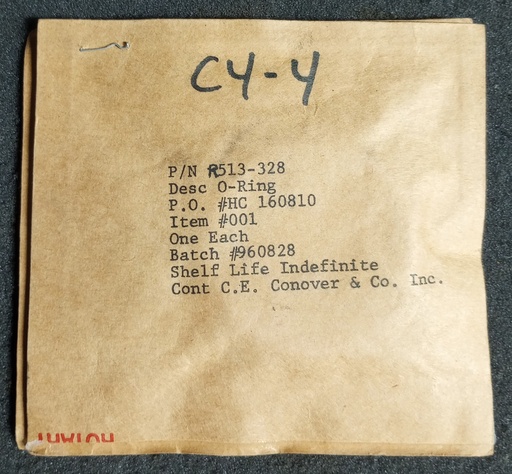 C4-4
P/N R513-328
Desc O-Ring
P.O. #HC 160810
Item #001
One Each
Batch #960828
Shelf Life Indefinite
Cont C.E. Conover & Co. Inc.